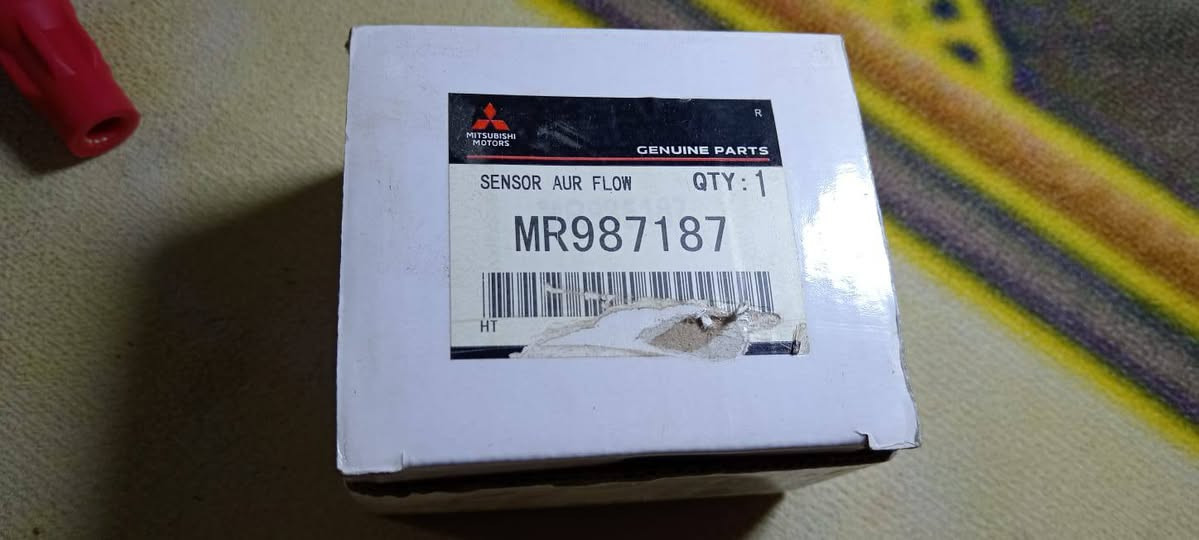 R
MITSUBISHI
MOTORS
GENUINE PARTS
SENSOR AUR FLOW QTY:1
MR987187
HT